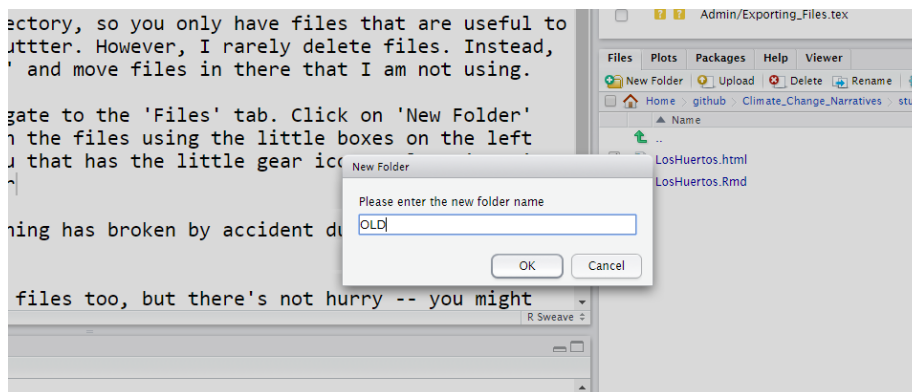 ectory, so you only have files that are useful to
uttter. However, I rarely delete files. Instead,
" and move files in there that I am not using.
gate to the 'Files' tab. Click on 'New Folder'
n the files using the little boxes on the left
u that has the little gear
hing has broken by accident
files too, but there's not hurry -- you might
R Sweave
New Folder
Please enter the new folder name
OLD
OK
Cancel
Admin/Exporting_Files.tex
Files Plots Packages Help Viewer
New Folder Upload Delete Rename
Home github Climate_Change_Narratives stu
Name
..
LosHuertos.html
LosHuertos.Rmd